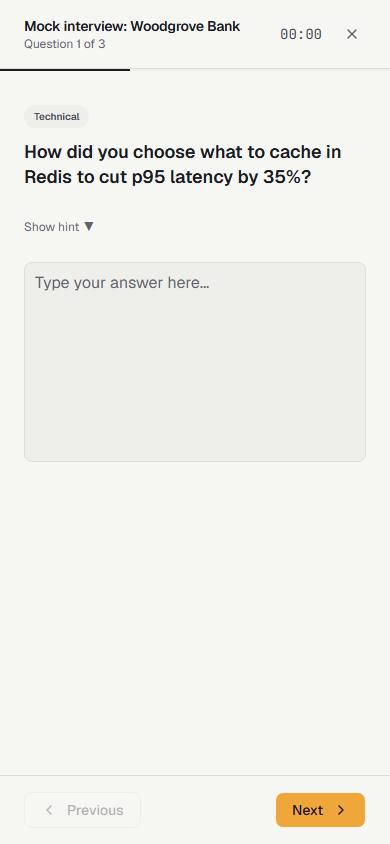 Mock interview: Woodgrove Bank
Question 1 of 3
00:00
Technical
How did you choose what to cache in
Redis to cut p95 latency by 35%?
Show hint ▼
Type your answer here...
Previous
Next